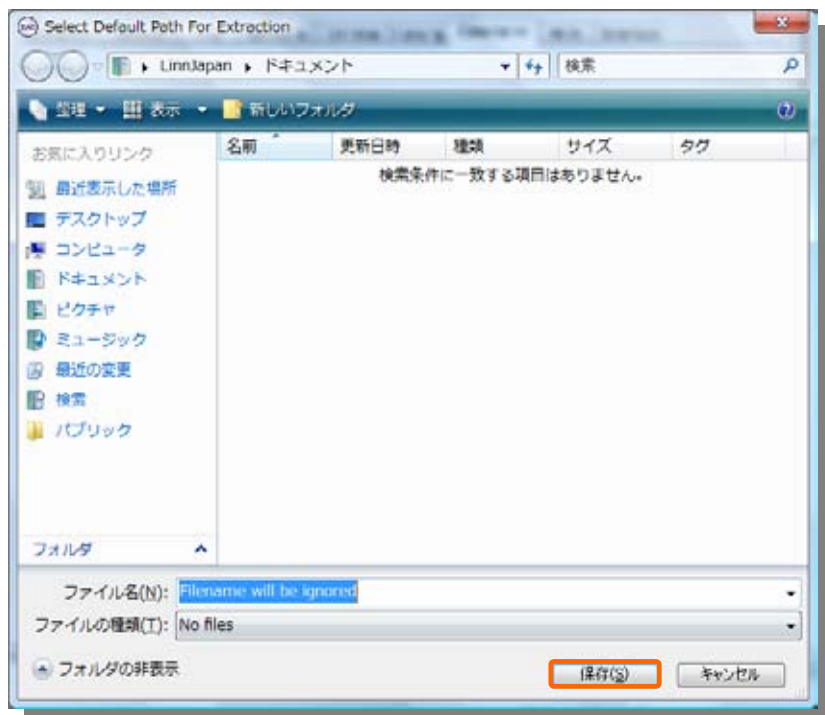 Select Default Path For Extraction
LinnJapan ▸ ドキュメント
検索
整理 表示 新しいフォルダ
お気に入りリンク
名前 更新日時 種類 サイズ タグ
検索条件に一致する項目はありません。
最近表示した場所
デスクトップ
コンピュータ
ドキュメント
ピクチャ
ミュージック
最近の変更
検索
パブリック
フォルダ
ファイル名(N): Filename will be ignored
ファイルの種類(T): No files
フォルダの非表示
保存(S) キャンセル